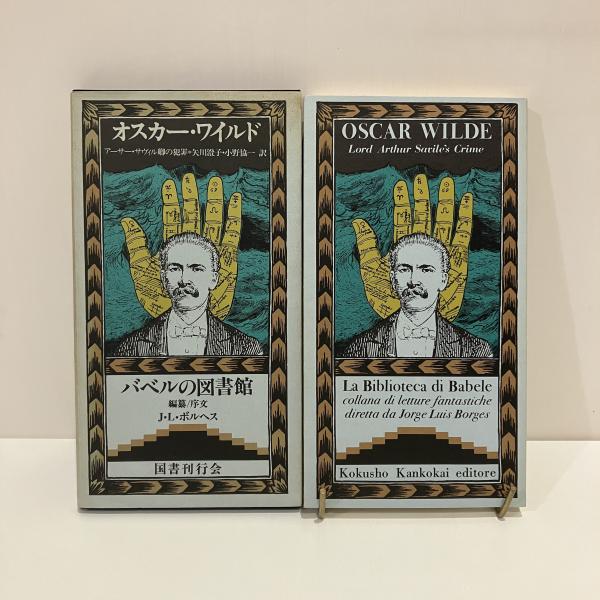 オスカー・ワイルド
アーサー・サヴィル卿の犯罪+矢川澄子・小野協一 訳
バベルの図書館
編纂/序文
J・L・ボルヘス
国書刊行会
OSCAR WILDE
Lord Arthur Savile's Crime
La Biblioteca di Babele
collana di letture fantastiche
diretta da Jorge Luis Borges
Kokusho Kankokai editore